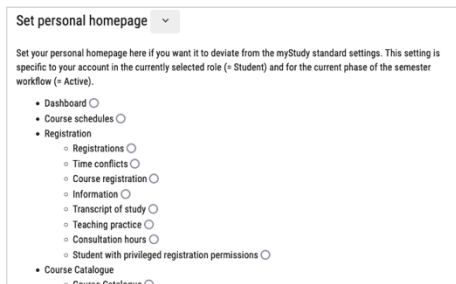 Set personal homepage
Set your personal homepage here if you want it to deviate from the myStudy standard settings. This setting is
specific to your account in the currently selected role (= Student) and for the current phase of the semester
workflow (= Active).
• Dashboard
• Course schedules
• Registration
◦ Registrations
◦ Time conflicts
◦ Course registration
◦ Information
◦ Transcript of study
◦ Teaching practice
◦ Consultation hours
◦ Student with privileged registration permissions
• Course Catalogue
◦ Course Catalogue